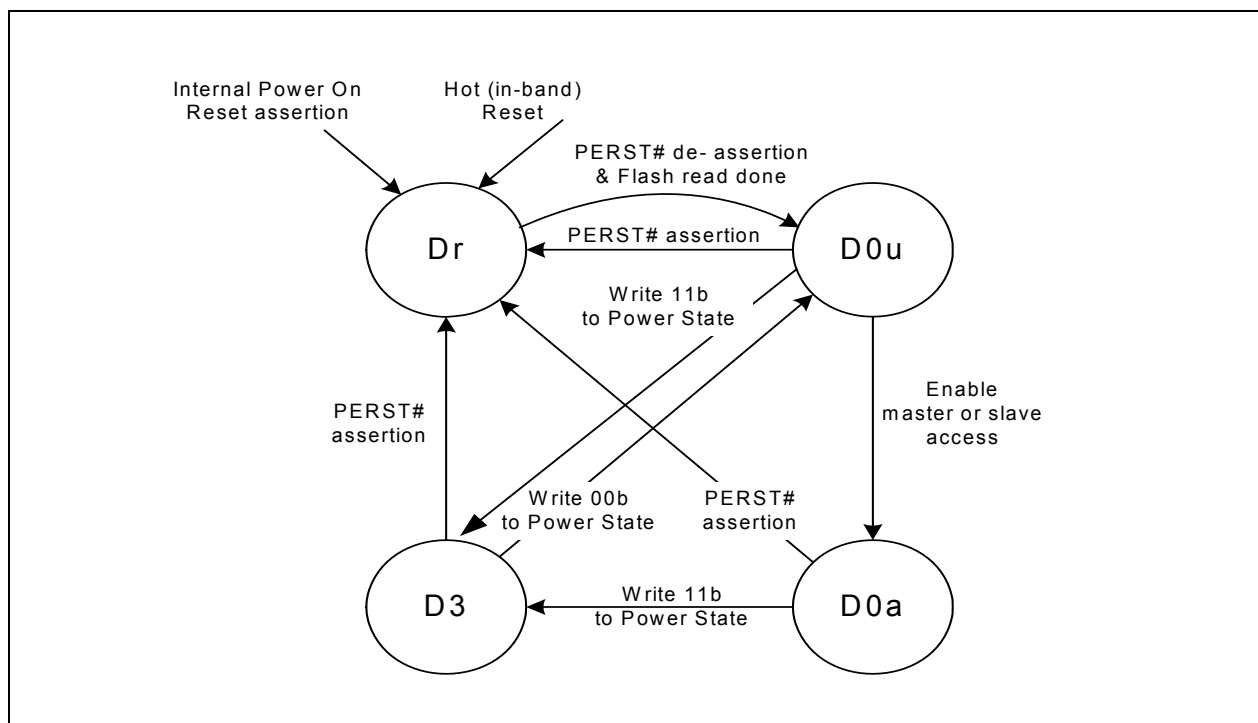 Internal Power On
Reset assertion
Hot (in-band)
Reset
PERST# de- assertion
& Flash read done
Dr
PERST# assertion
D0u
Write 11b
to Power State
PERST#
assertion
Enable
master or slave
access
Write 00b
to Power State
PERST#
assertion
D3
Write 11b
to Power State
D0a